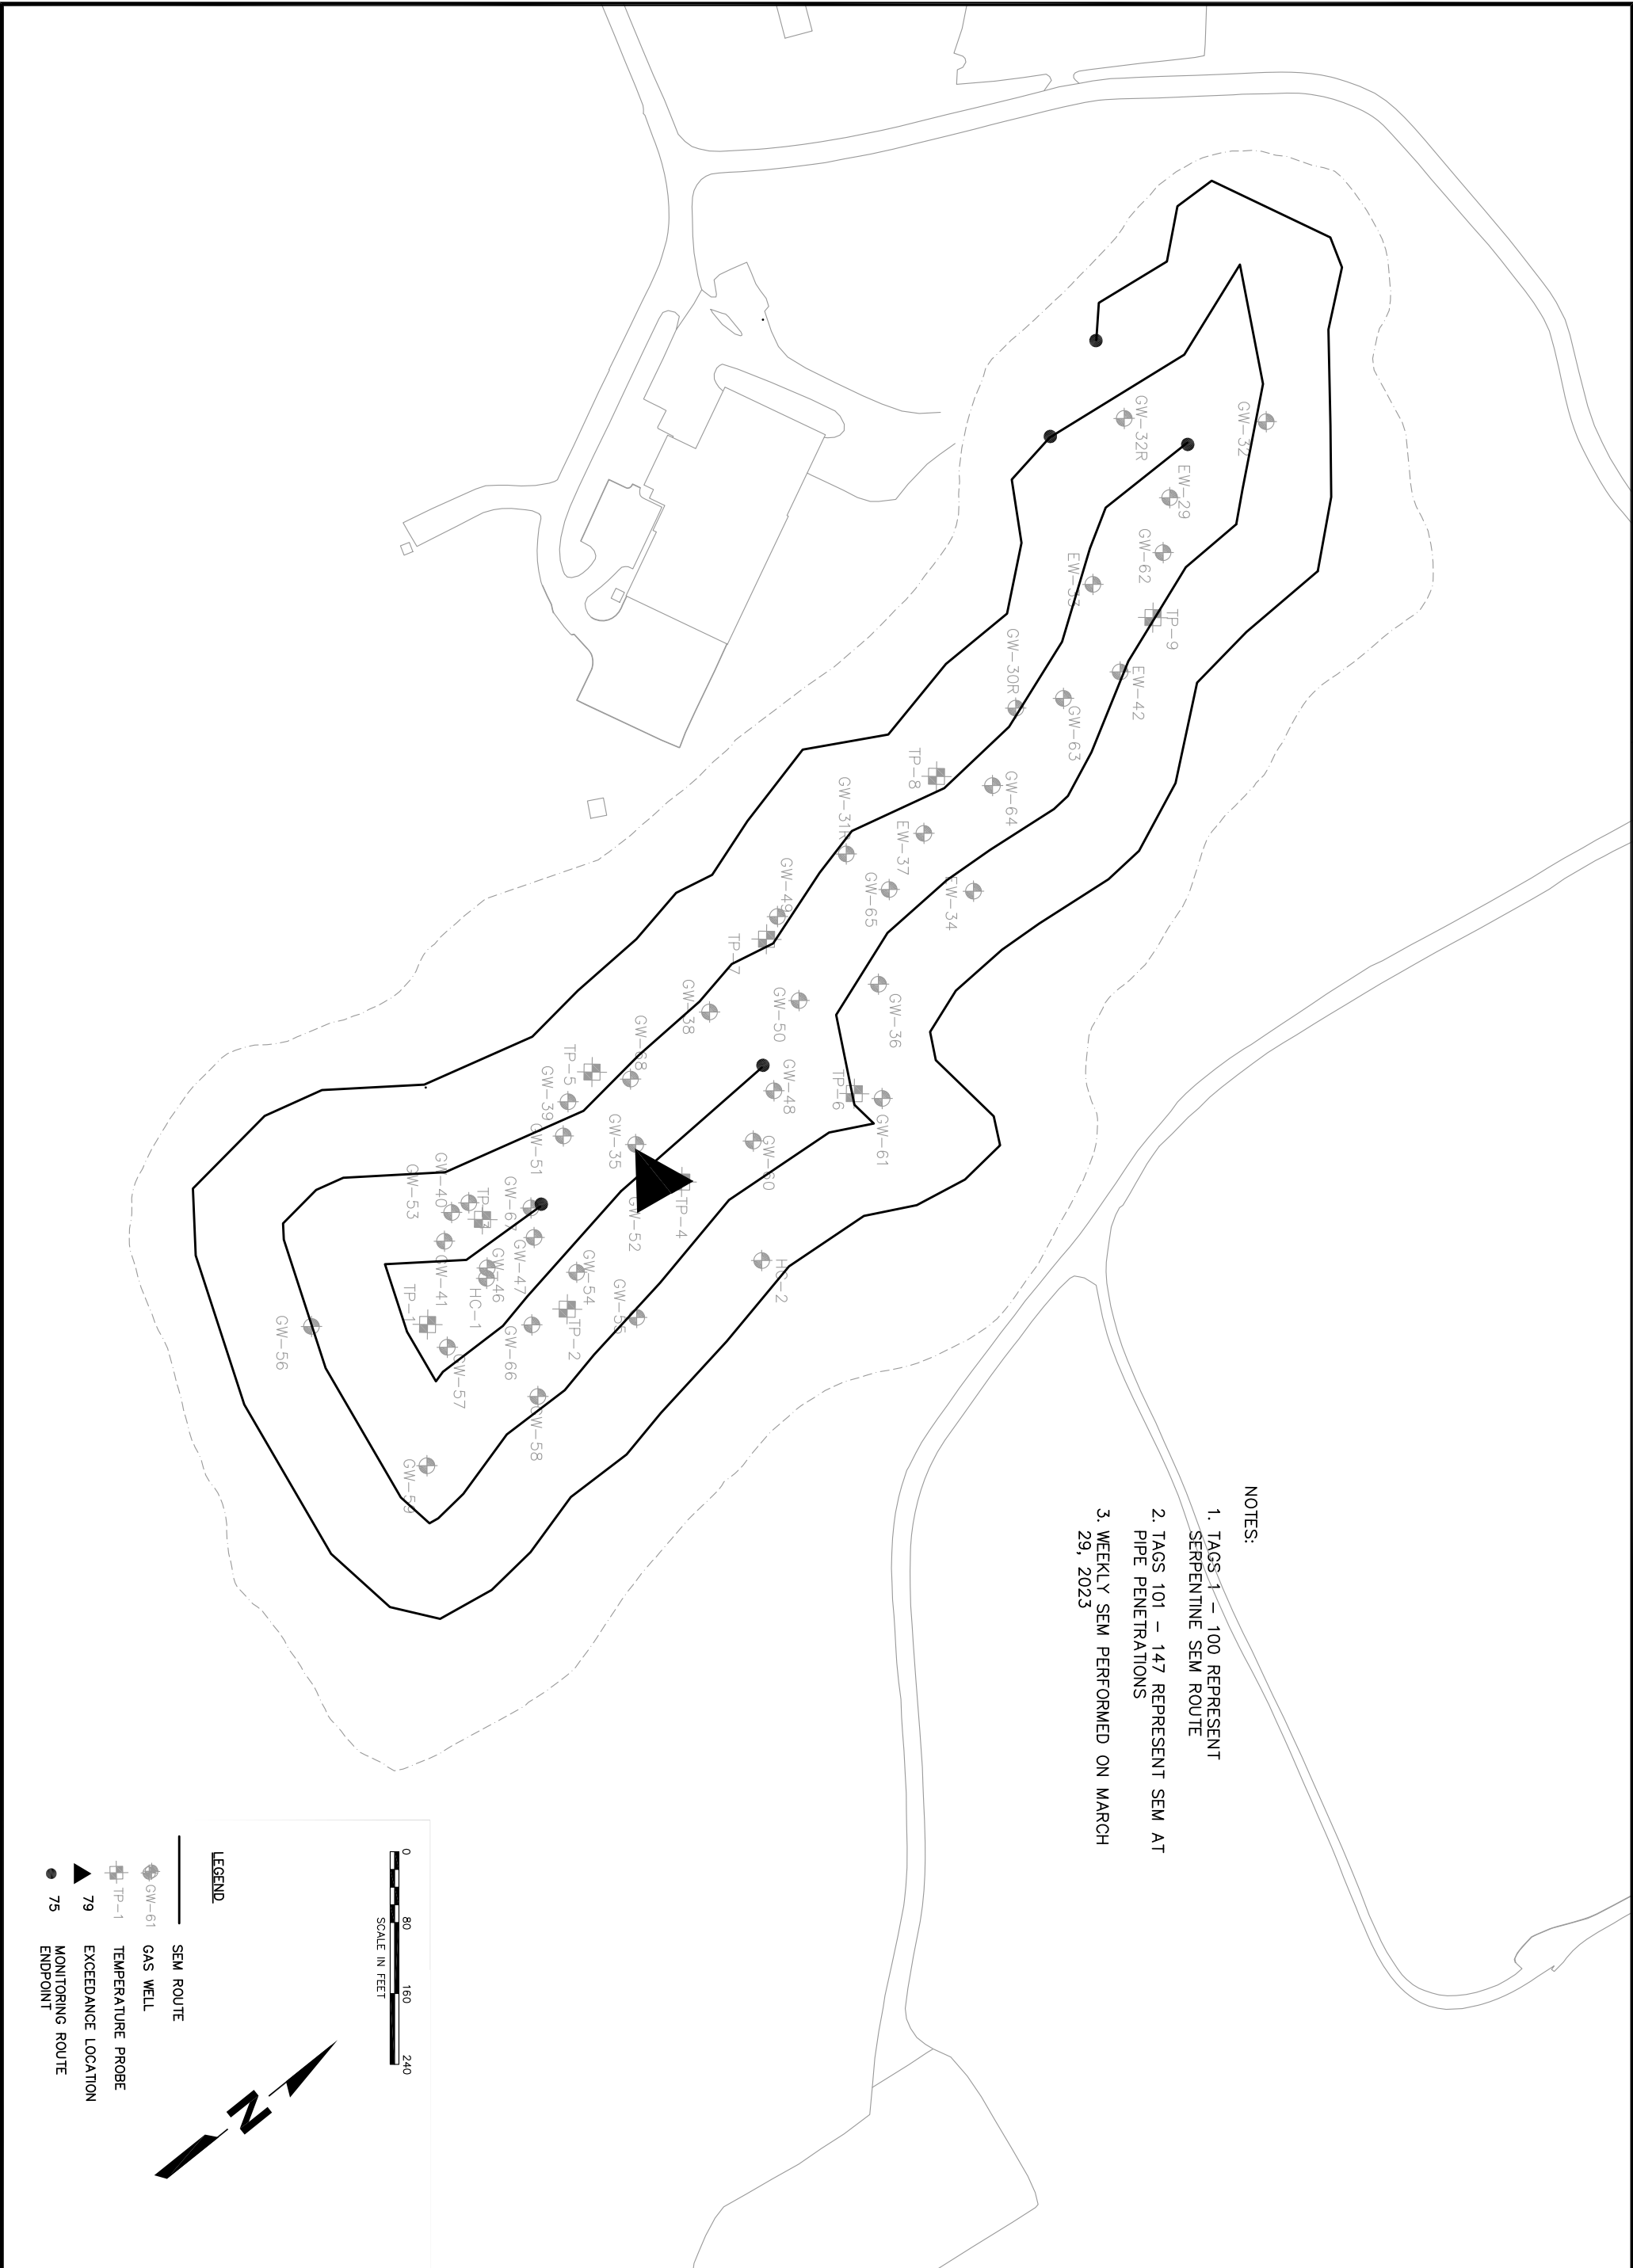 GW-32
GW-32R
EW-29
GW-62
EW-33
TP-9
GW-30R
EW-42
GW-63
TP-8
GW-64
GW-31R
EW-37
GW-65
EW-34
GW-49
TP-7
GW-38
GW-50
GW-36
GW-68
TP-5
GW-39
GW-48
TP-6
GW-61
GW-51
GW-35
GW-60
GW-40
GW-53
GW-67
TP-4
GW-52
GW-47
GW-46
GW-41
HC-1
TP-1
GW-54
GW-55
HC-2
TP-2
GW-66
GW-56
GW-57
GW-58
GW-59
NOTES:
1. TAGS 1 – 100 REPRESENT
SERPENTINE SEM ROUTE
2. TAGS 101 – 147 REPRESENT SEM AT
PIPE PENETRATIONS
3. WEEKLY SEM PERFORMED ON MARCH
29, 2023
0 80 160 240
SCALE IN FEET
LEGEND
SEM ROUTE
GW-61 GAS WELL
TP-1 TEMPERATURE PROBE
79 EXCEEDANCE LOCATION
75 MONITORING ROUTE
ENDPOINT
N